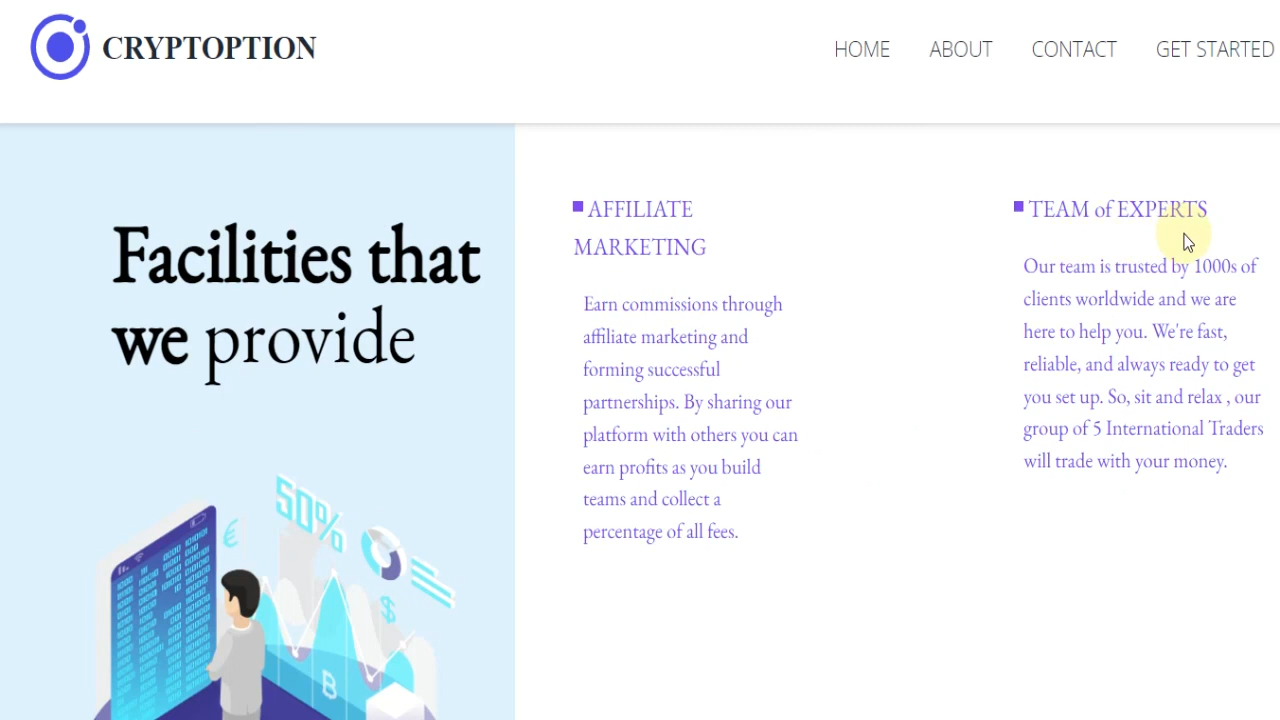 CRYPTOPTION
HOME
ABOUT
CONTACT
GET STARTED
Facilities that
we provide
AFFILIATE
MARKETING
Earn commissions through
affiliate marketing and
forming successful
partnerships. By sharing our
platform with others you can
earn profits as you build
teams and collect a
percentage of all fees.
TEAM of EXPERTS
Our team is trusted by 1000s of
clients worldwide and we are
here to help you. We're fast,
reliable, and always ready to get
you set up. So, sit and relax , our
group of 5 International Traders
will trade with your money.
50%
€
$
B